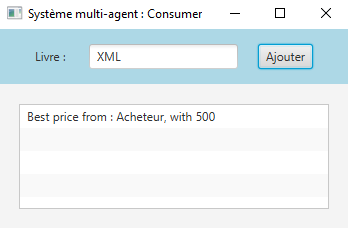 Système multi-agent : Consumer
Livre :
XML
Ajouter
Best price from : Acheteur, with 500